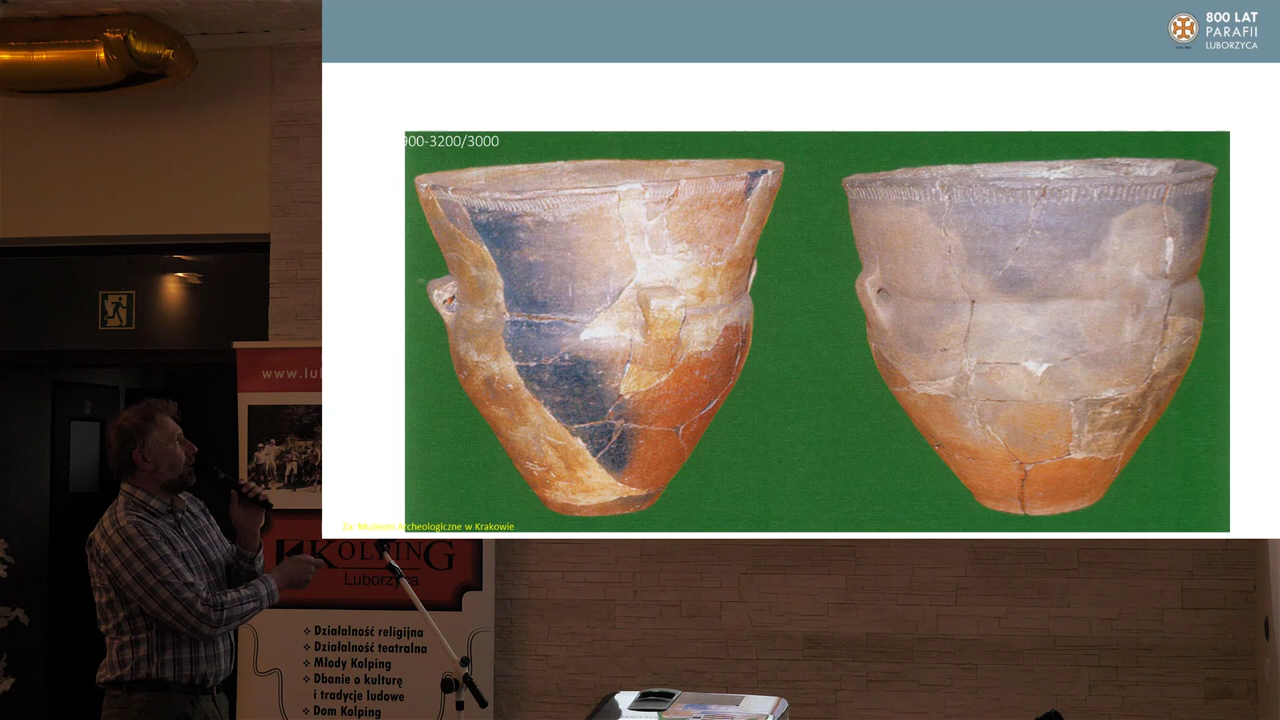 800 LAT
PARAFII
LUBORZYCA
900-3200/3000
Za: Muzeum Archeologiczne w Krakowie
www.lu
KOLPING
Luborzyca
❖ Działalność religijna
❖ Działalność teatralna
❖ Młody Kolping
❖ Dbanie o kulturę
i tradycje ludowe
❖ Dom Kolping